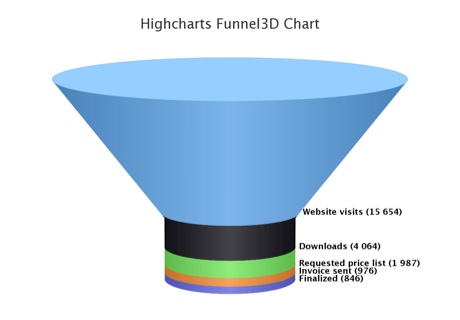 Highcharts Funnel3D Chart
Website visits (15 654)
Downloads (4 064)
Requested price list (1 987)
Invoice sent (976)
Finalized (846)